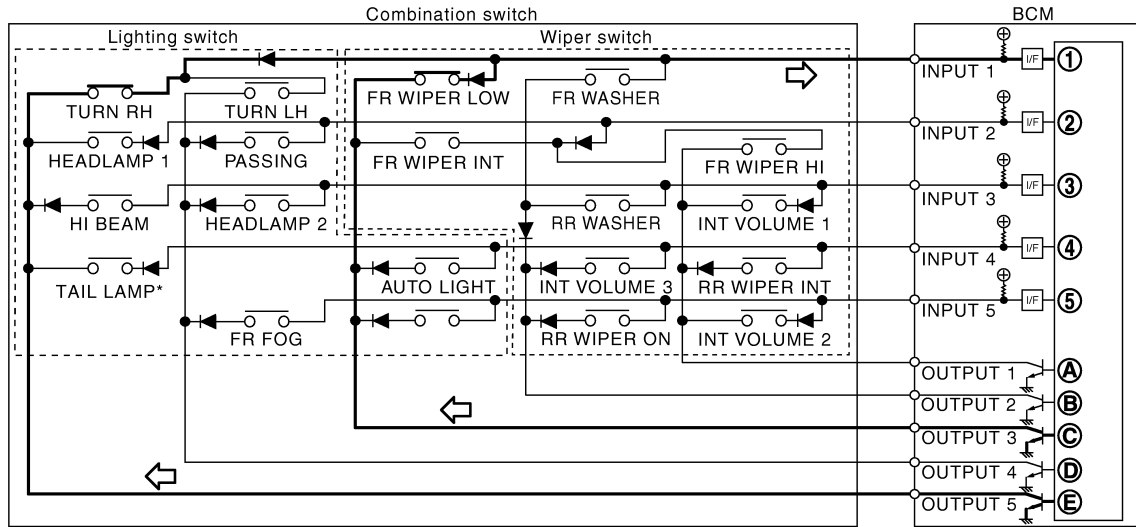 Combination switch
BCM
Lighting switch
Wiper switch
INPUT 1
I/F
1
TURN RH
TURN LH
FR WIPER LOW
FR WASHER
INPUT 2
I/F
2
HEADLAMP 1
PASSING
FR WIPER INT
FR WIPER HI
INPUT 3
I/F
3
HI BEAM
HEADLAMP 2
RR WASHER
INT VOLUME 1
INPUT 4
I/F
4
TAIL LAMP*
AUTO LIGHT
INT VOLUME 3
RR WIPER INT
INPUT 5
I/F
5
FR FOG
RR WIPER ON
INT VOLUME 2
OUTPUT 1
A
OUTPUT 2
B
OUTPUT 3
C
OUTPUT 4
D
OUTPUT 5
E